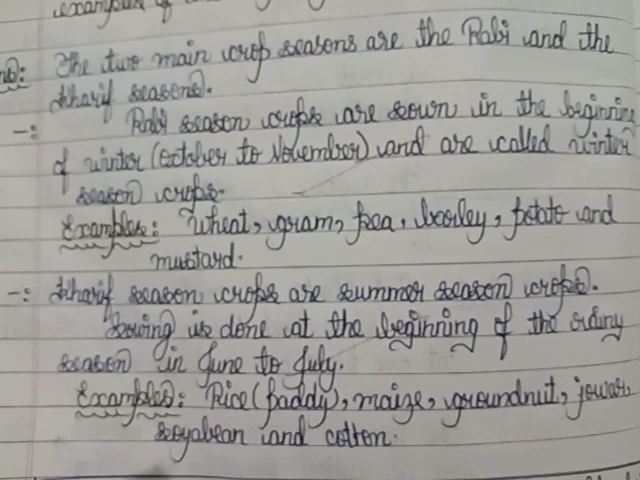 example of
Ans: The two main crop seasons are the Rabi and the
Kharif seasons.
-: Rabi season crops are sown in the beginning
of winter (October to November) and are called winter
season crops.
Examples: Wheat, gram, pea, barley, potato and
mustard.
-: Kharif season crops are summer season crops.
Sowing is done at the beginning of the rainy
season in June to July.
Examples: Rice (paddy), maize, groundnut, jowar,
soyabean and cotton.